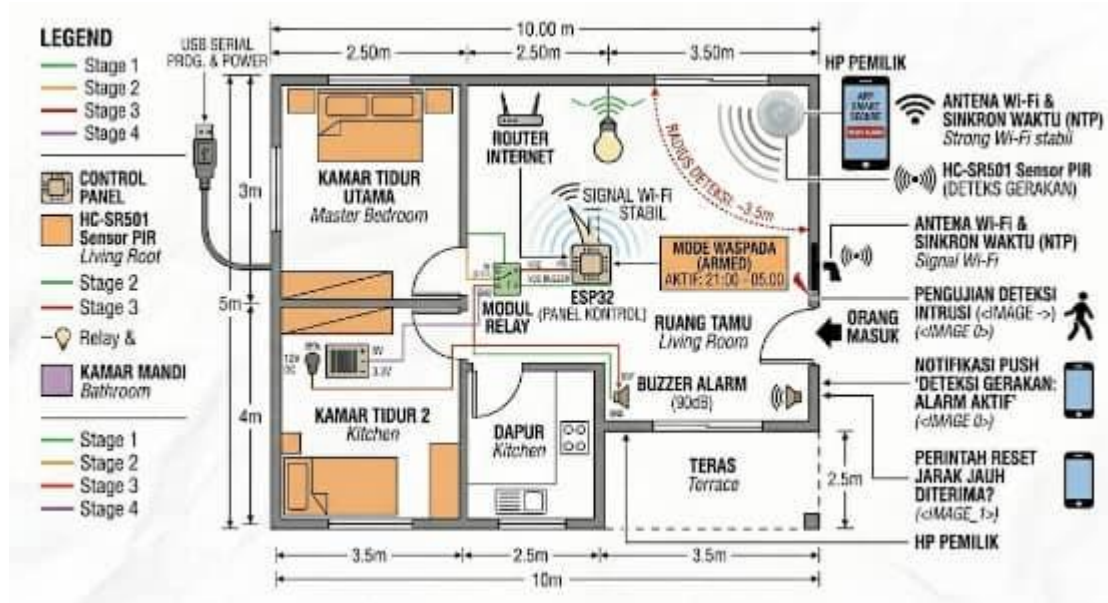 LEGEND
Stage 1
Stage 2
Stage 3
Stage 4
CONTROL
PANEL
HC-SR501
Sensor PIR
Living Root
Stage 2
Stage 3
Relay &
KAMAR MANDI
Bathroom
Stage 1
Stage 2
Stage 3
Stage 4
USB SERIAL
PROG. & POWER
10.00 m
2.50m
2.50m
3.50m
3m
5m
4m
KAMAR TIDUR
UTAMA
Master Bedroom
ROUTER
INTERNET
SIGNAL Wi-Fi
STABIL
RADIUS DETEKSI ~3.5m
MODE WASPADA
(ARMED)
AKTIF: 21:00 - 05.00
MODUL
RELAY
ESP32
(PANEL KONTROL)
RUANG TAMU
Living Room
12V
DC
5V
3.3V
KAMAR TIDUR 2
Kitchen
DAPUR
Kitchen
BUZZER ALARM
(90dB)
TERAS
Terrace
2.5m
3.5m
2.5m
3.5m
10m
HP PEMILIK
APP
SMART
SECURE
ANTENA Wi-Fi &
SINKRON WAKTU (NTP)
Strong Wi-Fi stabil
HC-SR501 Sensor PIR
(DETEKS GERAKAN)
ANTENA Wi-Fi &
SINKRON WAKTU (NTP)
Signal Wi-Fi
PENGUJIAN DETEKSI
INTRUSI (<IMAGE ->)
(<IMAGE 0>)
ORANG
MASUK
NOTIFIKASI PUSH
'DETEKSI GERAKAN:
ALARM AKTIF'
(<IMAGE 0>)
PERINTAH RESET
JARAK JAUH
DITERIMA?
(<IMAGE_1>)
HP PEMILIK